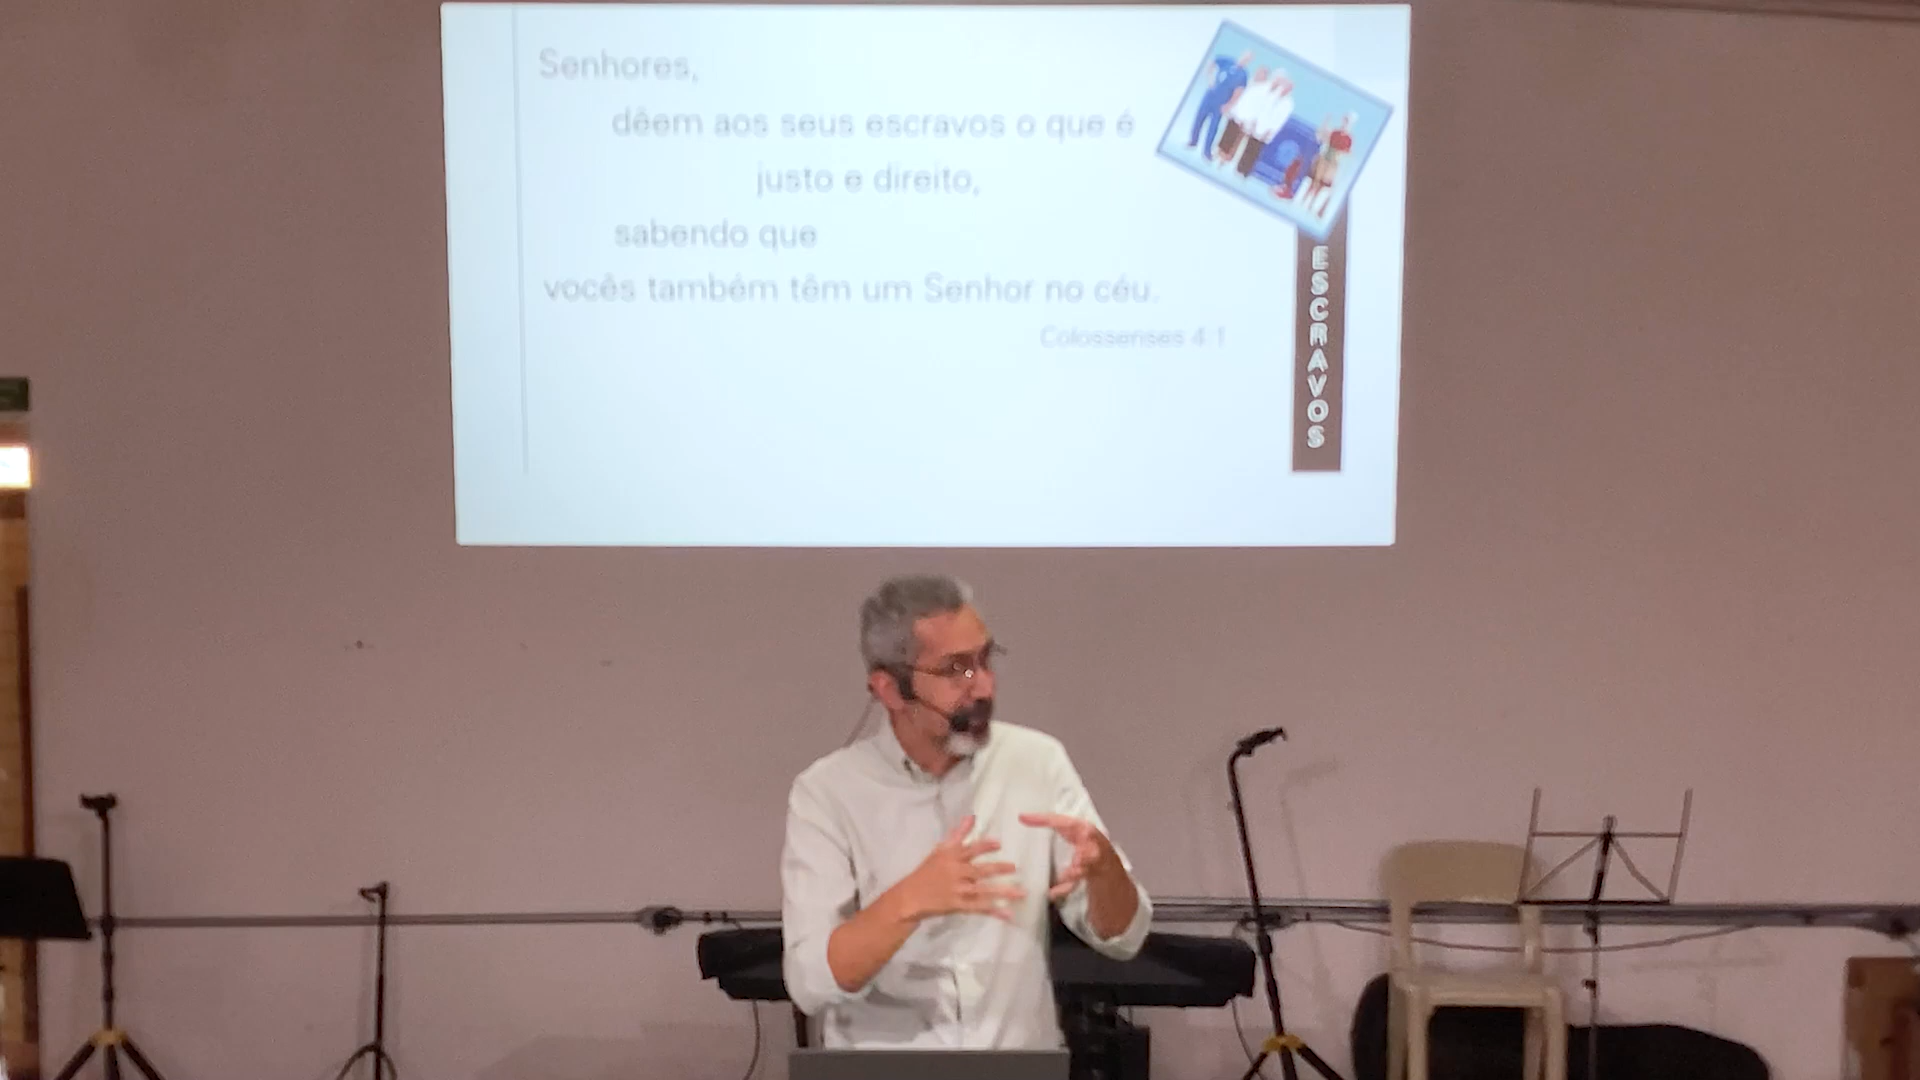 Senhores,
dêem aos seus escravos o que é
justo e direito,
sabendo que
vocês também têm um Senhor no céu.
Colossenses 4:1
ESCRAVOS